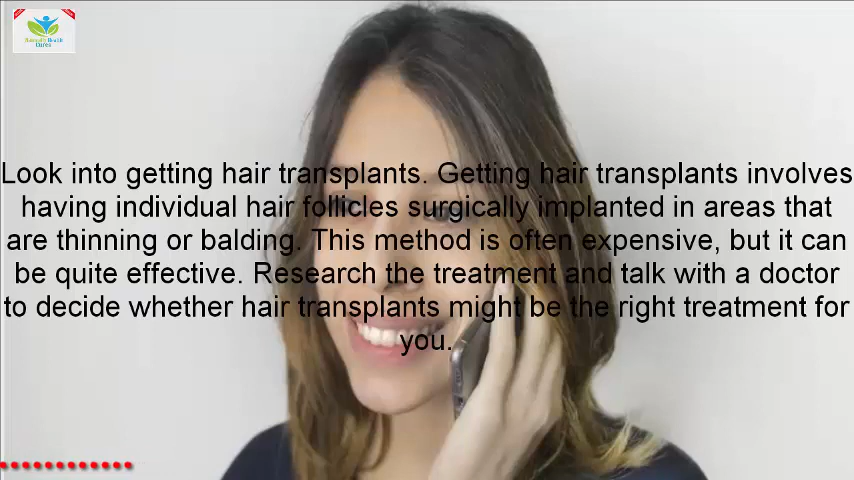 Look into getting hair transplants. Getting hair transplants involves
having individual hair follicles surgically implanted in areas that
are thinning or balding. This method is often expensive, but it can
be quite effective. Research the treatment and talk with a doctor
to decide whether hair transplants might be the right treatment for
you.